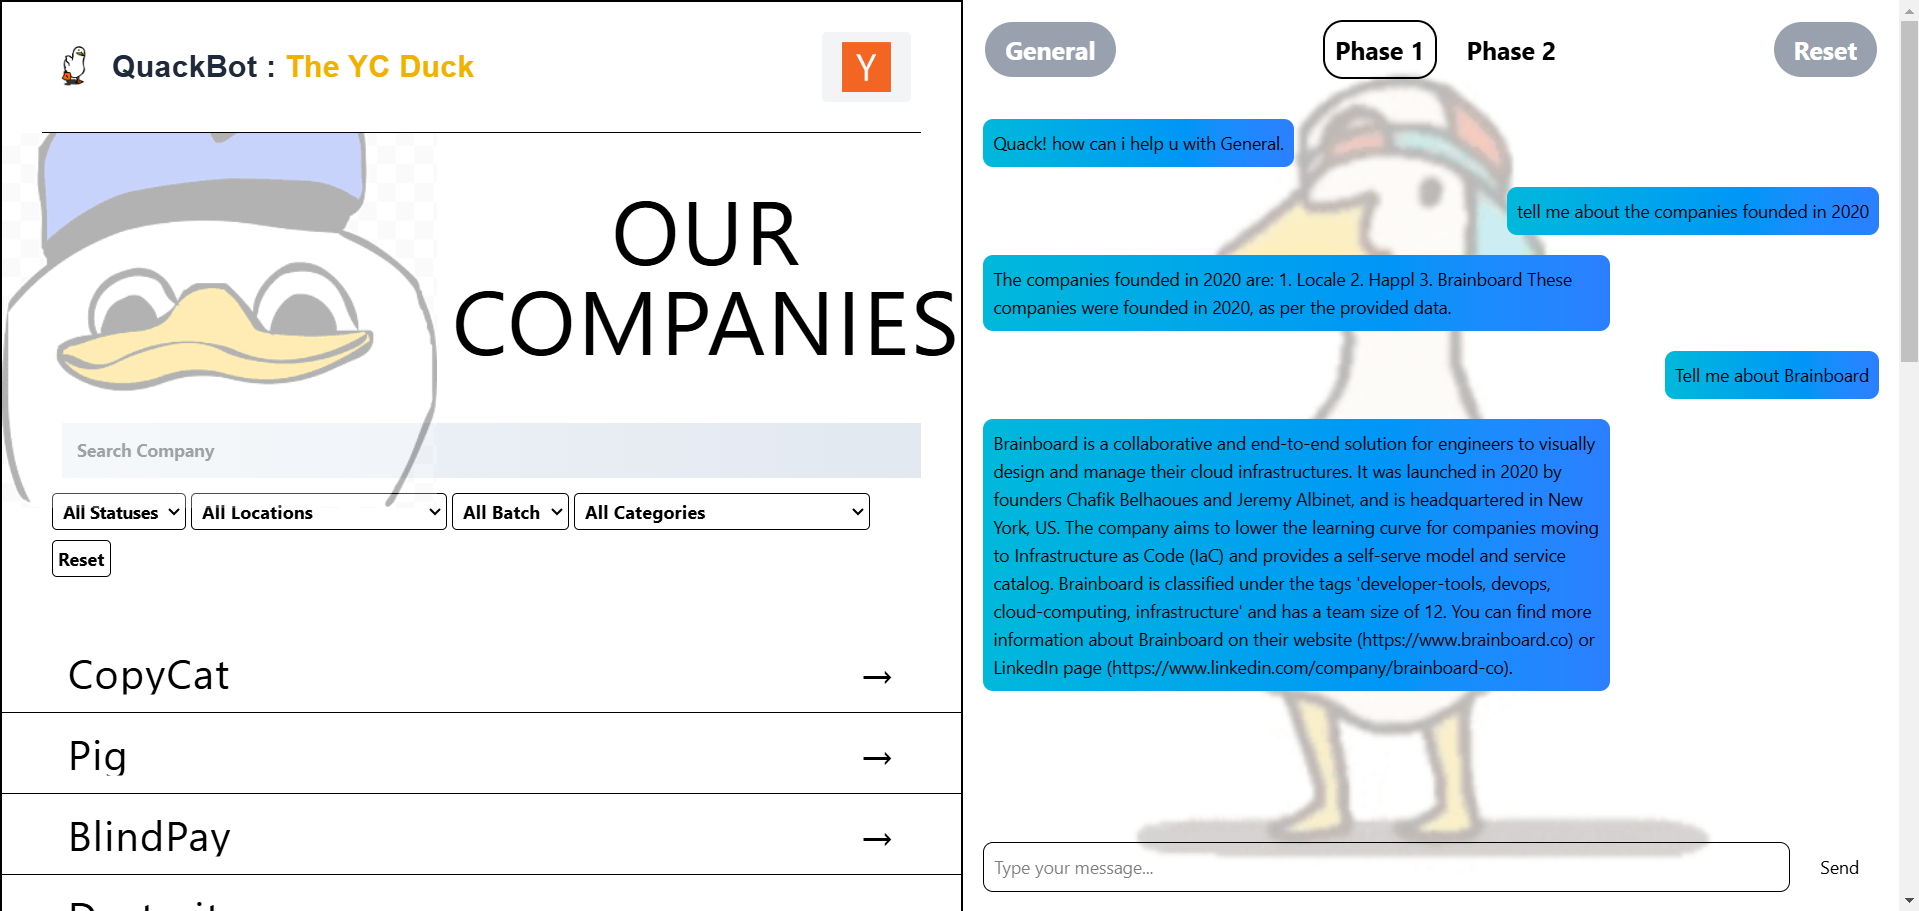 QuackBot : The YC Duck
Y
OUR
COMPANIES
Search Company
All Statuses
All Locations
All Batch
All Categories
Reset
CopyCat
→
Pig
→
BlindPay
→
General
Phase 1
Phase 2
Reset
Quack! how can i help u with General.
tell me about the companies founded in 2020
The companies founded in 2020 are: 1. Locale 2. Happl 3. Brainboard These
companies were founded in 2020, as per the provided data.
Tell me about Brainboard
Brainboard is a collaborative and end-to-end solution for engineers to visually
design and manage their cloud infrastructures. It was launched in 2020 by
founders Chafik Belhaoues and Jeremy Albinet, and is headquartered in New
York, US. The company aims to lower the learning curve for companies moving
to Infrastructure as Code (IaC) and provides a self-serve model and service
catalog. Brainboard is classified under the tags 'developer-tools, devops,
cloud-computing, infrastructure' and has a team size of 12. You can find more
information about Brainboard on their website (https://www.brainboard.co) or
LinkedIn page (https://www.linkedin.com/company/brainboard-co).
Type your message...
Send